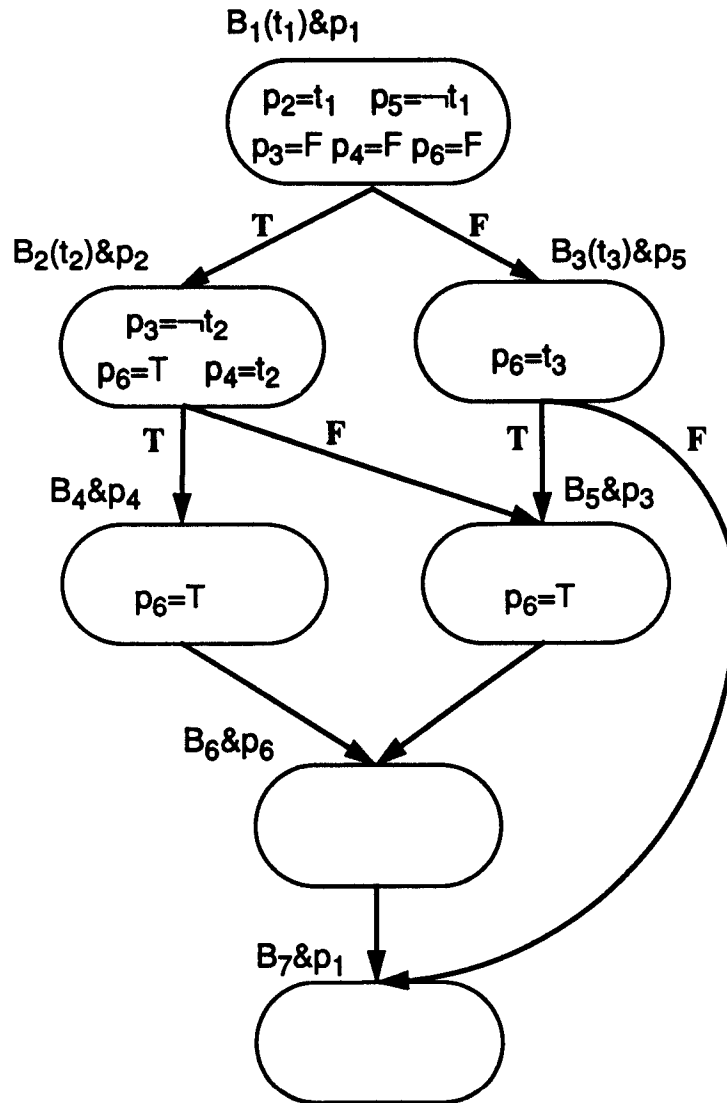 B₁(t₁)&p₁
p₂=t₁ p₅=¬t₁
p₃=F p₄=F p₆=F
T F
B₂(t₂)&p₂ B₃(t₃)&p₅
p₃=¬t₂
p₆=T p₄=t₂ p₆=t₃
T F T F
B₄&p₄ B₅&p₃
p₆=T p₆=T
B₆&p₆
B₇&p₁